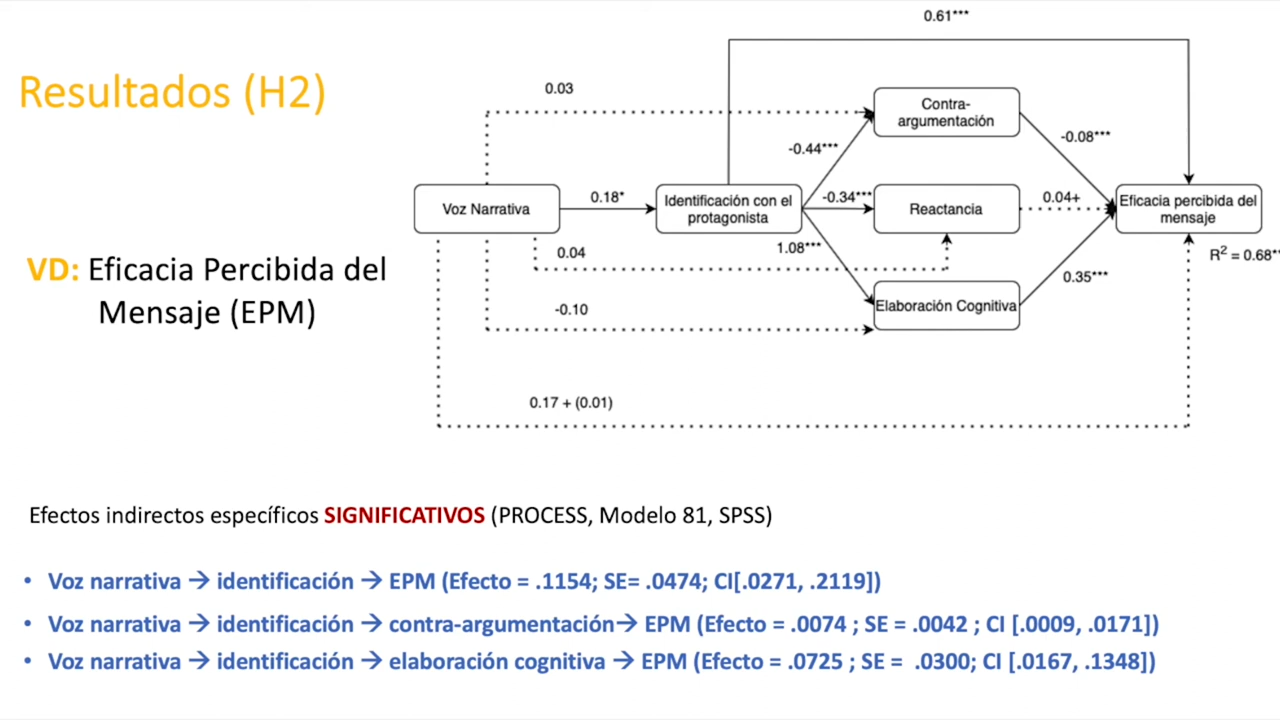 Resultados (H2)
VD: Eficacia Percibida del
Mensaje (EPM)
0.61***
0.03
Contra-
argumentación
-0.44***
-0.08***
Voz Narrativa
0.18*
Identificación con el
protagonista
-0.34***
Reactancia
0.04+
Eficacia percibida del
mensaje
0.04
1.08***
R² = 0.68*
0.35***
Elaboración Cognitiva
-0.10
0.17 + (0.01)
Efectos indirectos específicos SIGNIFICATIVOS (PROCESS, Modelo 81, SPSS)
• Voz narrativa → identificación → EPM (Efecto = .1154; SE= .0474; CI[.0271, .2119])
• Voz narrativa → identificación → contra-argumentación→ EPM (Efecto = .0074 ; SE = .0042 ; CI [.0009, .0171])
• Voz narrativa → identificación → elaboración cognitiva → EPM (Efecto = .0725 ; SE = .0300; CI [.0167, .1348])